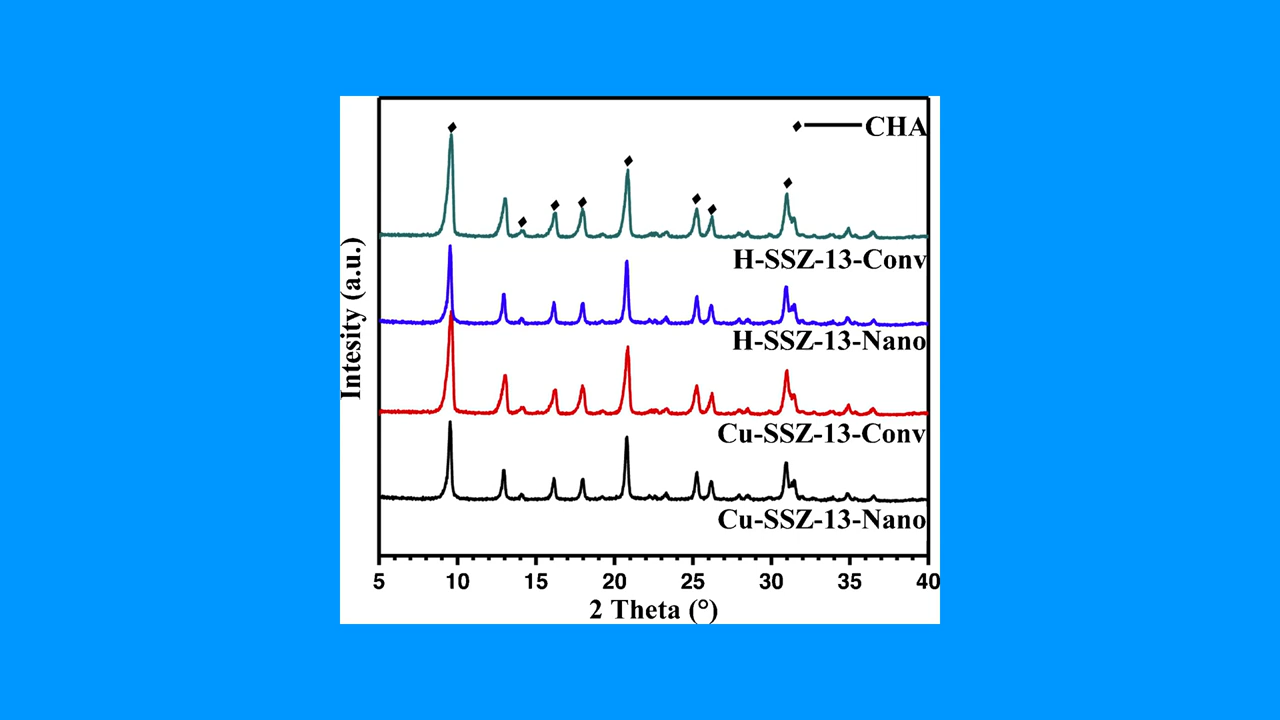 CHA
H-SSZ-13-Conv
H-SSZ-13-Nano
Cu-SSZ-13-Conv
Cu-SSZ-13-Nano
Intesity (a.u.)
5 10 15 20 25 30 35 40
2 Theta (°)